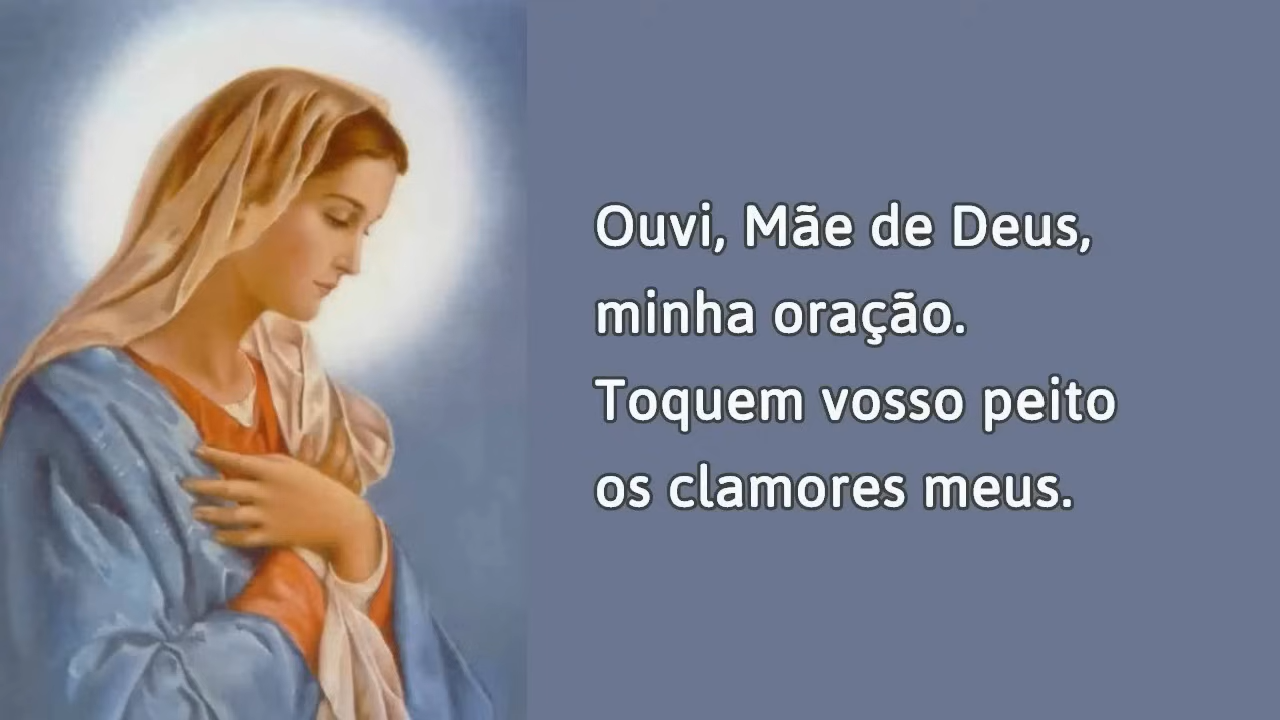 Ouvi, Mãe de Deus,
minha oração.
Toquem vosso peito
os clamores meus.